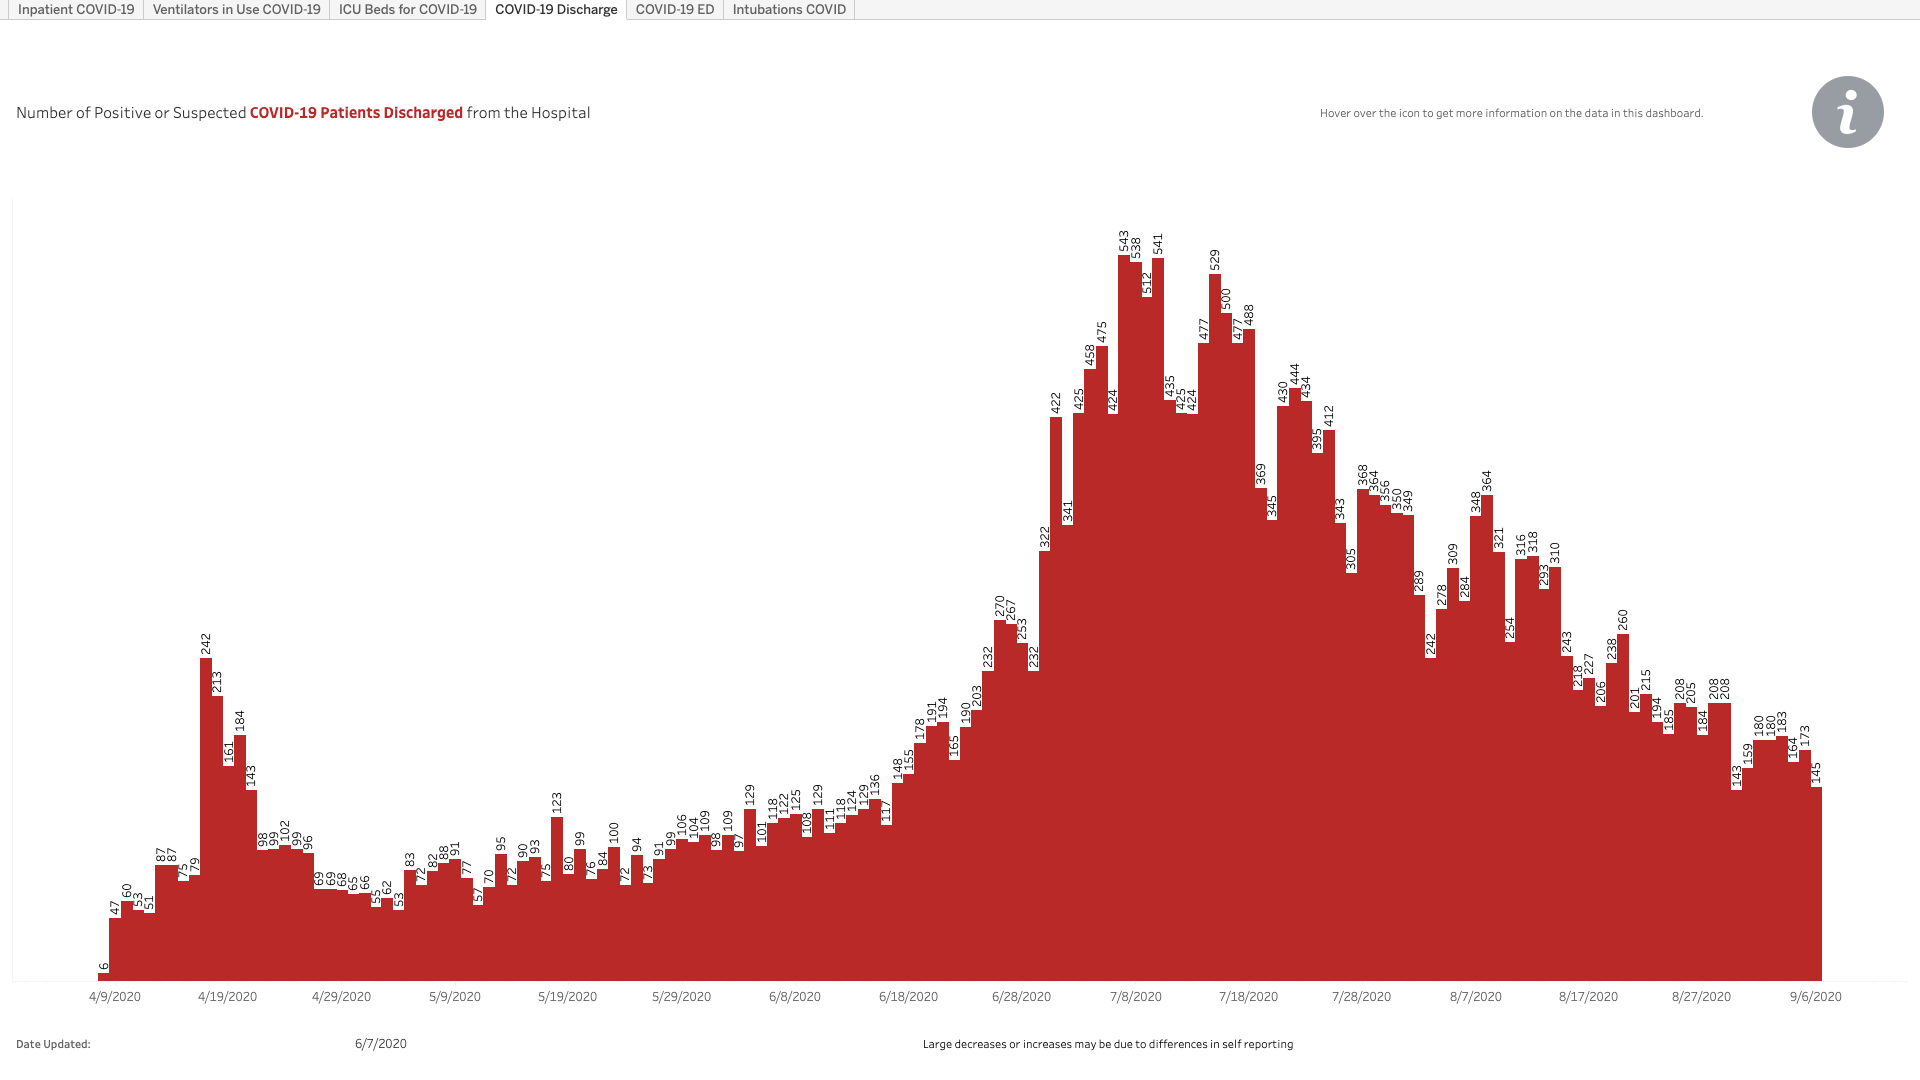 Inpatient COVID-19 Ventilators in Use COVID-19 ICU Beds for COVID-19 COVID-19 Discharge COVID-19 ED Intubations COVID
Number of Positive or Suspected COVID-19 Patients Discharged from the Hospital
Hover over the icon to get more information on the data in this dashboard.
i
6 47 60 53 51 87 87 75 79 242 213 161 184 143 98 99 102 99 96 69 69 68 65 66 55 62 53 83 72 82 88 91 77 57 70 95 72 90 93 75 123 80 99 76 84 100 72 94 73 91 99 106 104 109 98 109 97 129 101 118 122 125 108 129 111 118 124 129 136 117 148 155 178 191 194 165 190 203 232 270 267 253 232 322 422 341 425 458 475 424 543 538 512 541 435 425 424 477 529 500 477 488 369 345 430 444 434 395 412 343 305 368 364 356 350 349 289 242 278 309 284 348 364 321 254 316 318 293 310 243 218 227 206 238 260 201 215 194 185 208 205 184 208 208 143 159 180 180 183 164 173 145
4/9/2020 4/19/2020 4/29/2020 5/9/2020 5/19/2020 5/29/2020 6/8/2020 6/18/2020 6/28/2020 7/8/2020 7/18/2020 7/28/2020 8/7/2020 8/17/2020 8/27/2020 9/6/2020
Date Updated: 6/7/2020
Large decreases or increases may be due to differences in self reporting